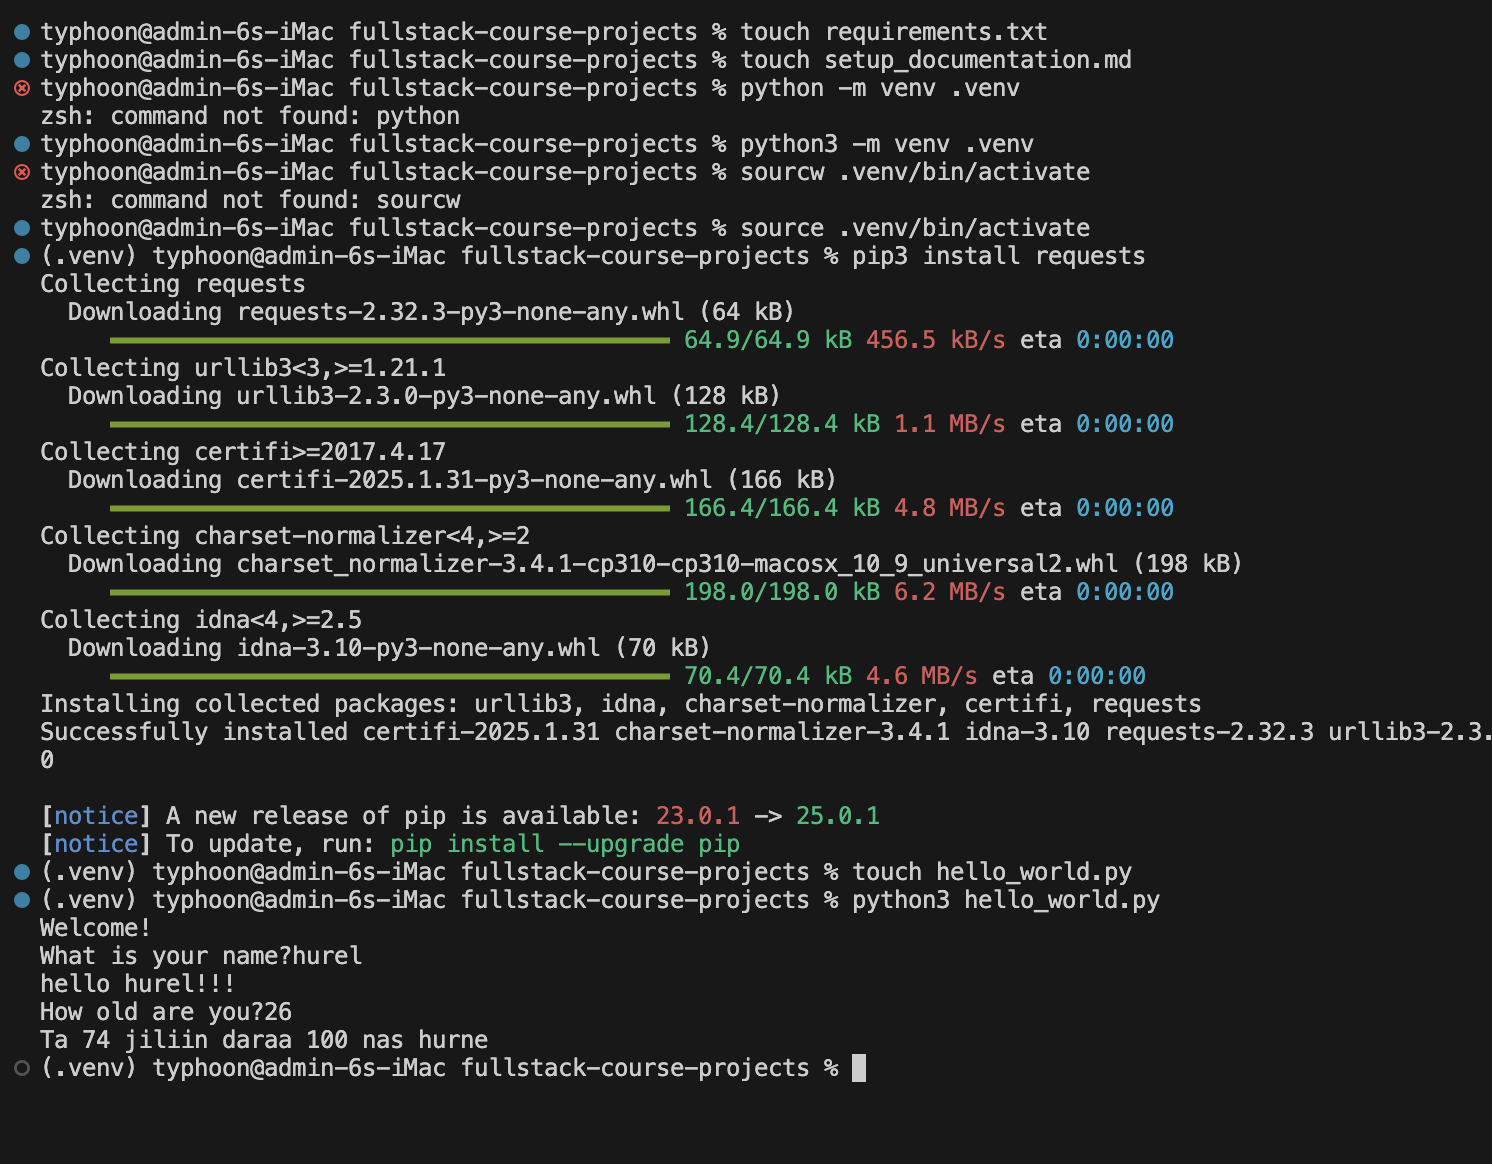 typhoon@admin-6s-iMac fullstack-course-projects % touch requirements.txt
typhoon@admin-6s-iMac fullstack-course-projects % touch setup_documentation.md
typhoon@admin-6s-iMac fullstack-course-projects % python -m venv .venv
zsh: command not found: python
typhoon@admin-6s-iMac fullstack-course-projects % python3 -m venv .venv
typhoon@admin-6s-iMac fullstack-course-projects % sourcw .venv/bin/activate
zsh: command not found: sourcw
typhoon@admin-6s-iMac fullstack-course-projects % source .venv/bin/activate
(.venv) typhoon@admin-6s-iMac fullstack-course-projects % pip3 install requests
Collecting requests
  Downloading requests-2.32.3-py3-none-any.whl (64 kB)
64.9/64.9 kB 456.5 kB/s eta 0:00:00
Collecting urllib3<3,>=1.21.1
  Downloading urllib3-2.3.0-py3-none-any.whl (128 kB)
128.4/128.4 kB 1.1 MB/s eta 0:00:00
Collecting certifi>=2017.4.17
  Downloading certifi-2025.1.31-py3-none-any.whl (166 kB)
166.4/166.4 kB 4.8 MB/s eta 0:00:00
Collecting charset-normalizer<4,>=2
  Downloading charset_normalizer-3.4.1-cp310-cp310-macosx_10_9_universal2.whl (198 kB)
198.0/198.0 kB 6.2 MB/s eta 0:00:00
Collecting idna<4,>=2.5
  Downloading idna-3.10-py3-none-any.whl (70 kB)
70.4/70.4 kB 4.6 MB/s eta 0:00:00
Installing collected packages: urllib3, idna, charset-normalizer, certifi, requests
Successfully installed certifi-2025.1.31 charset-normalizer-3.4.1 idna-3.10 requests-2.32.3 urllib3-2.3.
0
[notice] A new release of pip is available: 23.0.1 -> 25.0.1
[notice] To update, run: pip install --upgrade pip
(.venv) typhoon@admin-6s-iMac fullstack-course-projects % touch hello_world.py
(.venv) typhoon@admin-6s-iMac fullstack-course-projects % python3 hello_world.py
Welcome!
What is your name?hurel
hello hurel!!!
How old are you?26
Ta 74 jiliin daraa 100 nas hurne
(.venv) typhoon@admin-6s-iMac fullstack-course-projects %